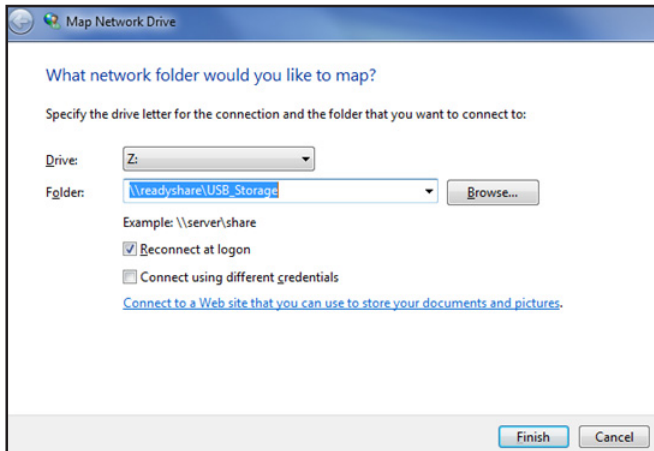 Map Network Drive
What network folder would you like to map?
Specify the drive letter for the connection and the folder that you want to connect to:
Drive: Z:
Folder: \\readyshare\USB_Storage Browse...
Example: \\server\share
Reconnect at logon
Connect using different credentials
Connect to a Web site that you can use to store your documents and pictures.
Finish Cancel